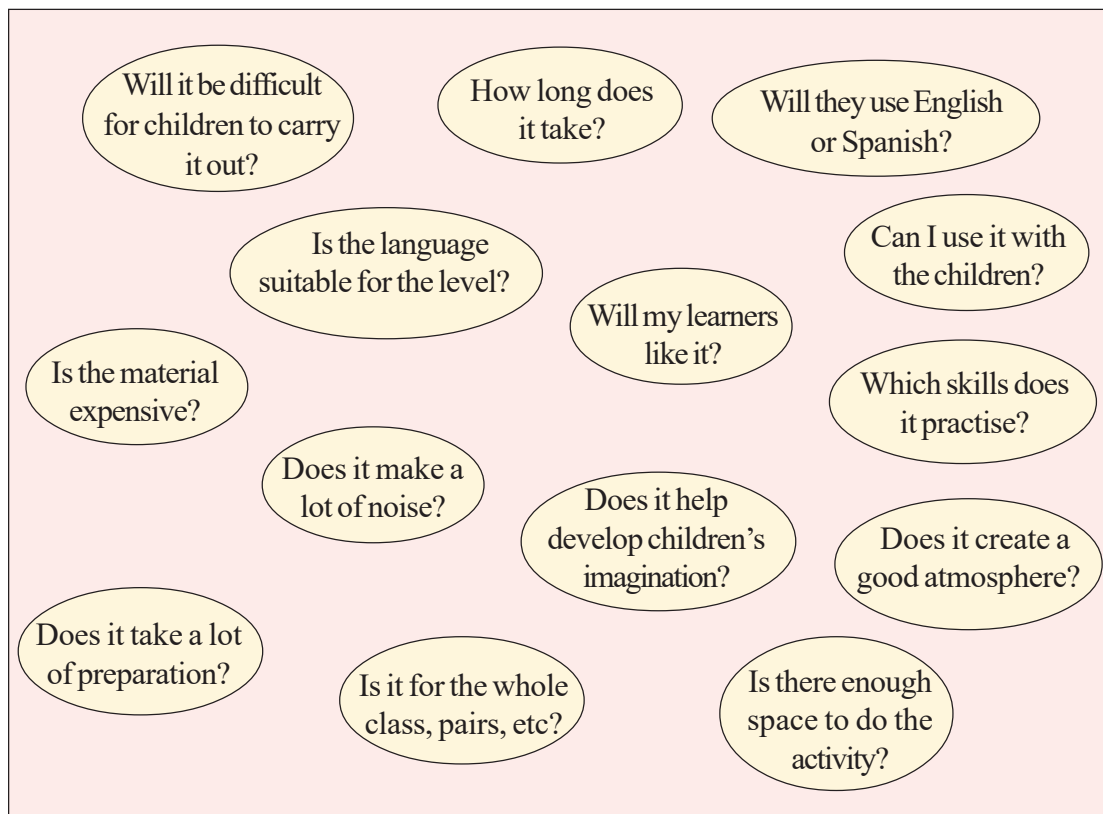 Will it be difficult
for children to carry
it out?
How long does
it take?
Will they use English
or Spanish?
Is the language
suitable for the level?
Can I use it with
the children?
Will my learners
like it?
Is the material
expensive?
Which skills does
it practise?
Does it make a
lot of noise?
Does it help
develop children’s
imagination?
Does it create a
good atmosphere?
Does it take a lot
of preparation?
Is it for the whole
class, pairs, etc?
Is there enough
space to do the
activity?